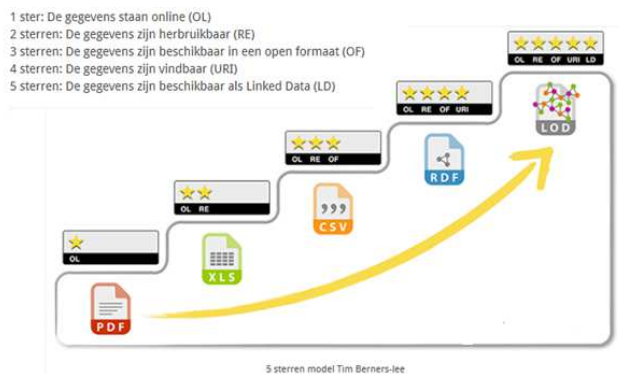 1 ster: De gegevens staan online (OL)
2 sterren: De gegevens zijn herbruikbaar (RE)
3 sterren: De gegevens zijn beschikbaar in een open formaat (OF)
4 sterren: De gegevens zijn vindbaar (URI)
5 sterren: De gegevens zijn beschikbaar als Linked Data (LD)
OL RE OF URI LD
LOD
OL RE OF URI
RDF
OL RE OF
,,,
CSV
OL RE
XLS
OL
PDF
5 sterren model Tim Berners-lee